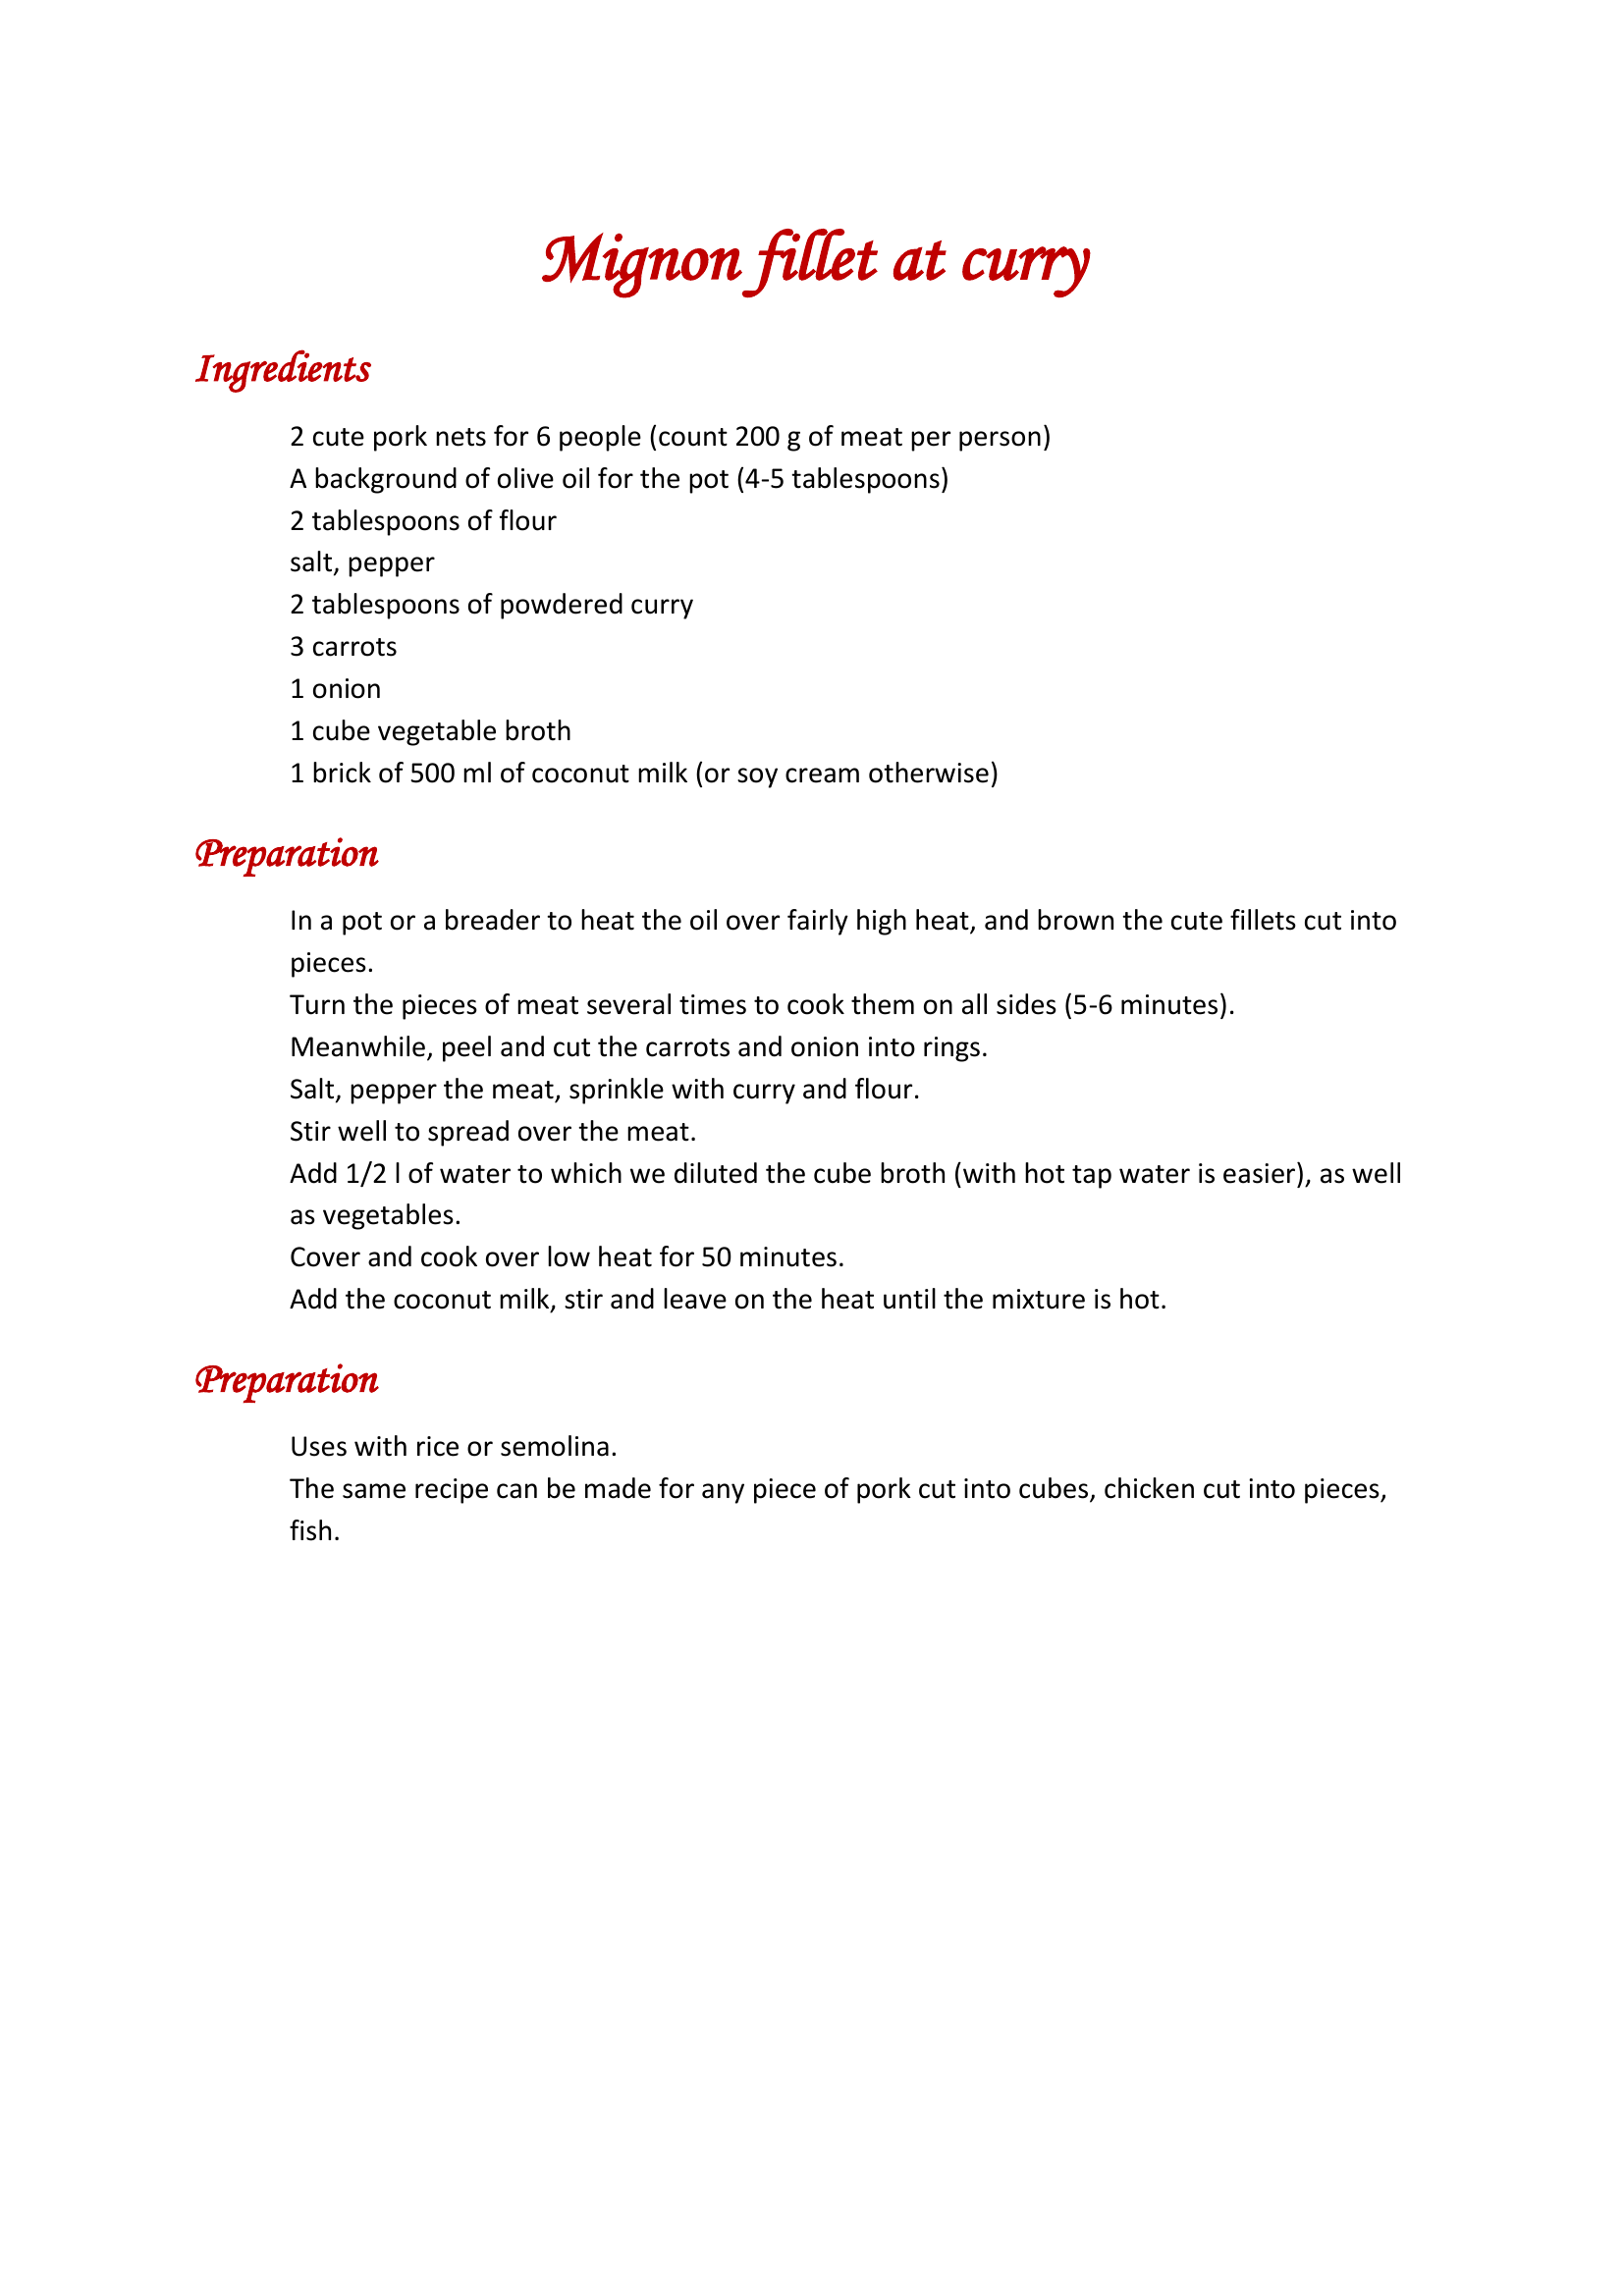 Mignon fillet at curry
Ingredients
2 cute pork nets for 6 people (count 200 g of meat per person)
A background of olive oil for the pot (4-5 tablespoons)
2 tablespoons of flour
salt, pepper
2 tablespoons of powdered curry
3 carrots
1 onion
1 cube vegetable broth
1 brick of 500 ml of coconut milk (or soy cream otherwise)
Preparation
In a pot or a breader to heat the oil over fairly high heat, and brown the cute fillets cut into
pieces.
Turn the pieces of meat several times to cook them on all sides (5-6 minutes).
Meanwhile, peel and cut the carrots and onion into rings.
Salt, pepper the meat, sprinkle with curry and flour.
Stir well to spread over the meat.
Add 1/2 l of water to which we diluted the cube broth (with hot tap water is easier), as well
as vegetables.
Cover and cook over low heat for 50 minutes.
Add the coconut milk, stir and leave on the heat until the mixture is hot.
Preparation
Uses with rice or semolina.
The same recipe can be made for any piece of pork cut into cubes, chicken cut into pieces,
fish.